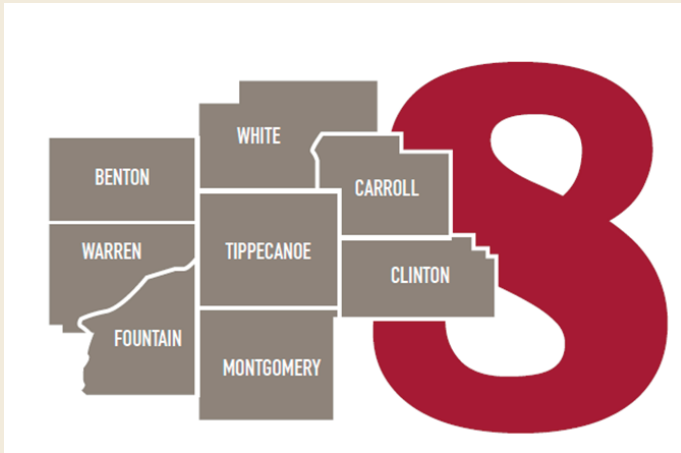 WHITE
BENTON
CARROLL
WARREN
TIPPECANOE
CLINTON
FOUNTAIN
MONTGOMERY
8